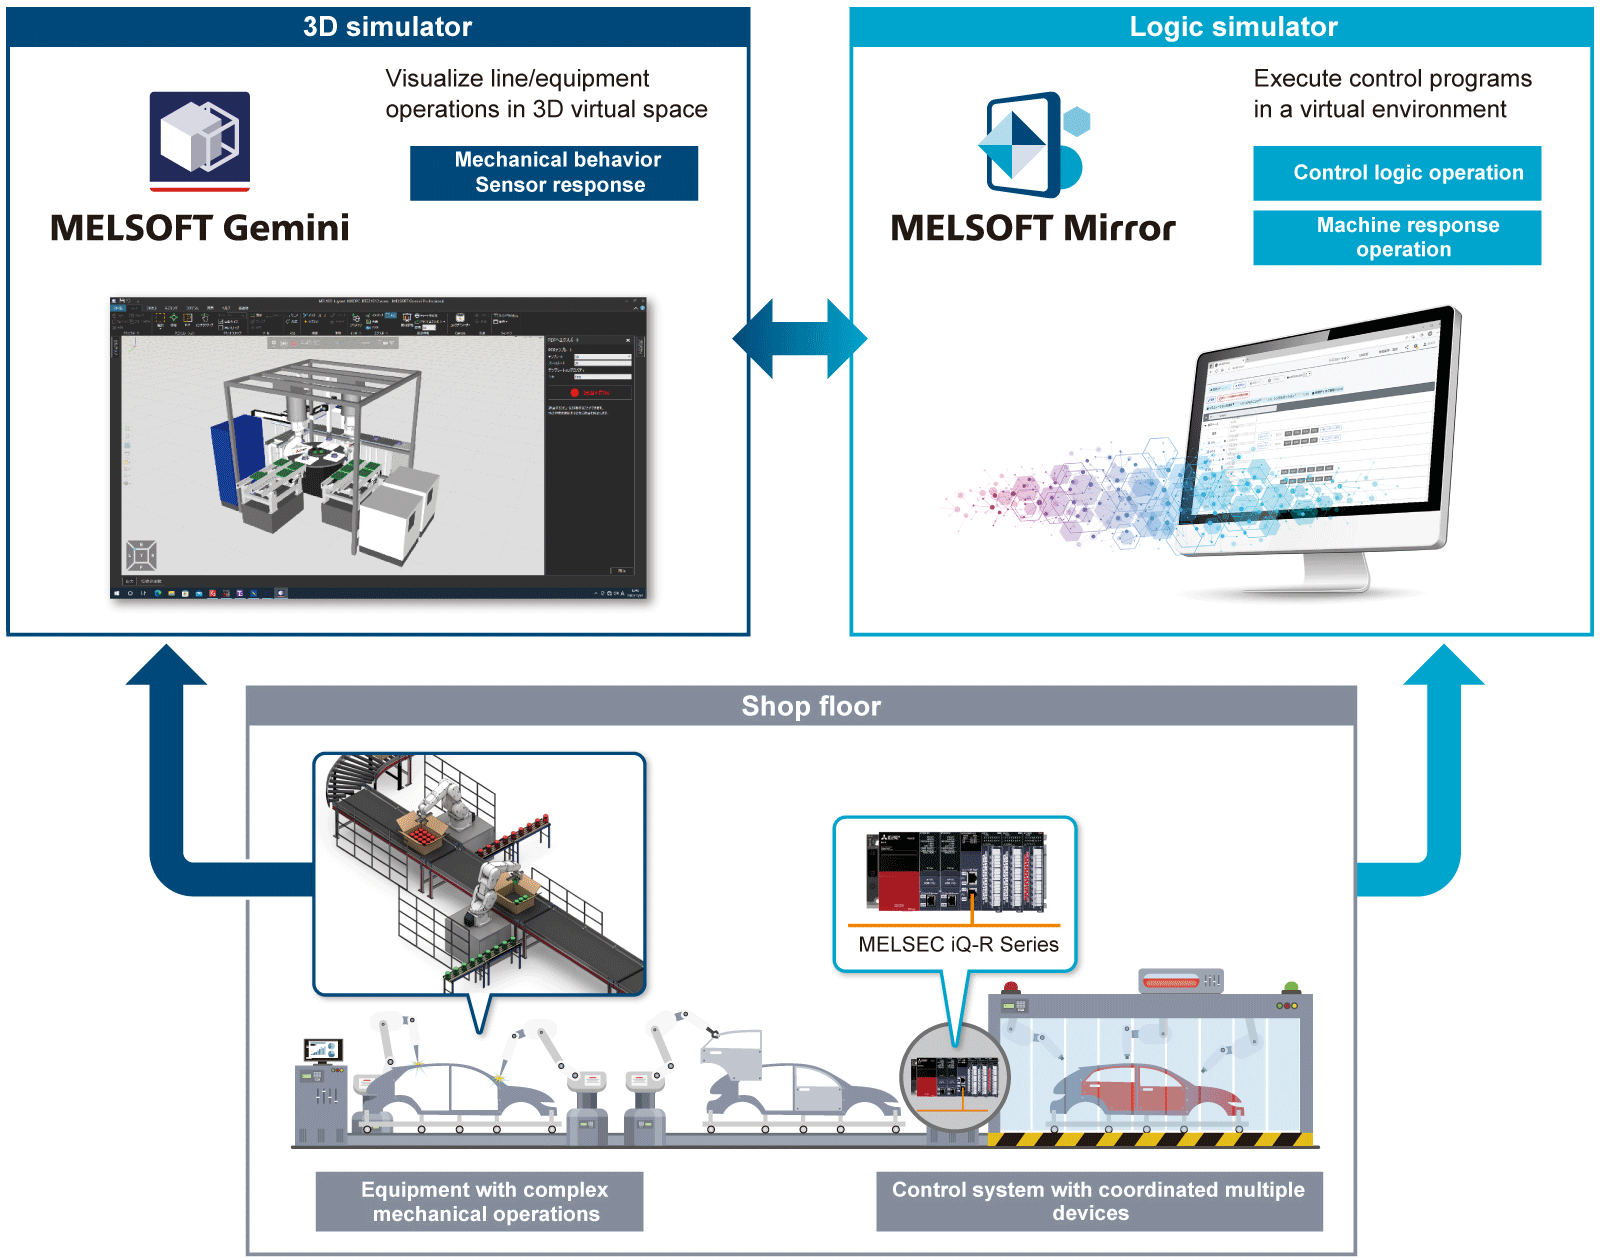 3D simulator
Visualize line/equipment
operations in 3D virtual space
Mechanical behavior
Sensor response
MELSOFT Gemini
Logic simulator
Execute control programs
in a virtual environment
Control logic operation
Machine response
operation
MELSOFT Mirror
Shop floor
MELSEC iQ-R Series
Equipment with complex
mechanical operations
Control system with coordinated multiple
devices